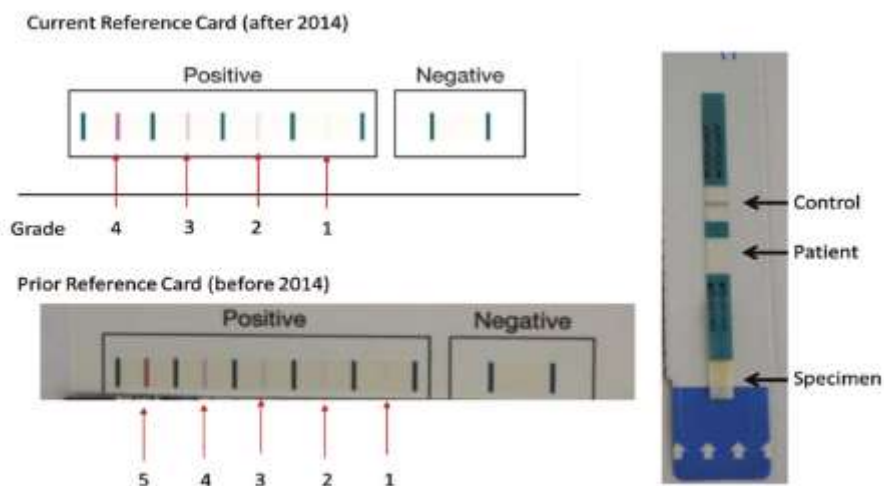 Current Reference Card (after 2014)
Positive
Negative
Grade
4
3
2
1
Prior Reference Card (before 2014)
Positive
Negative
5
4
3
2
1
Control
Patient
Specimen